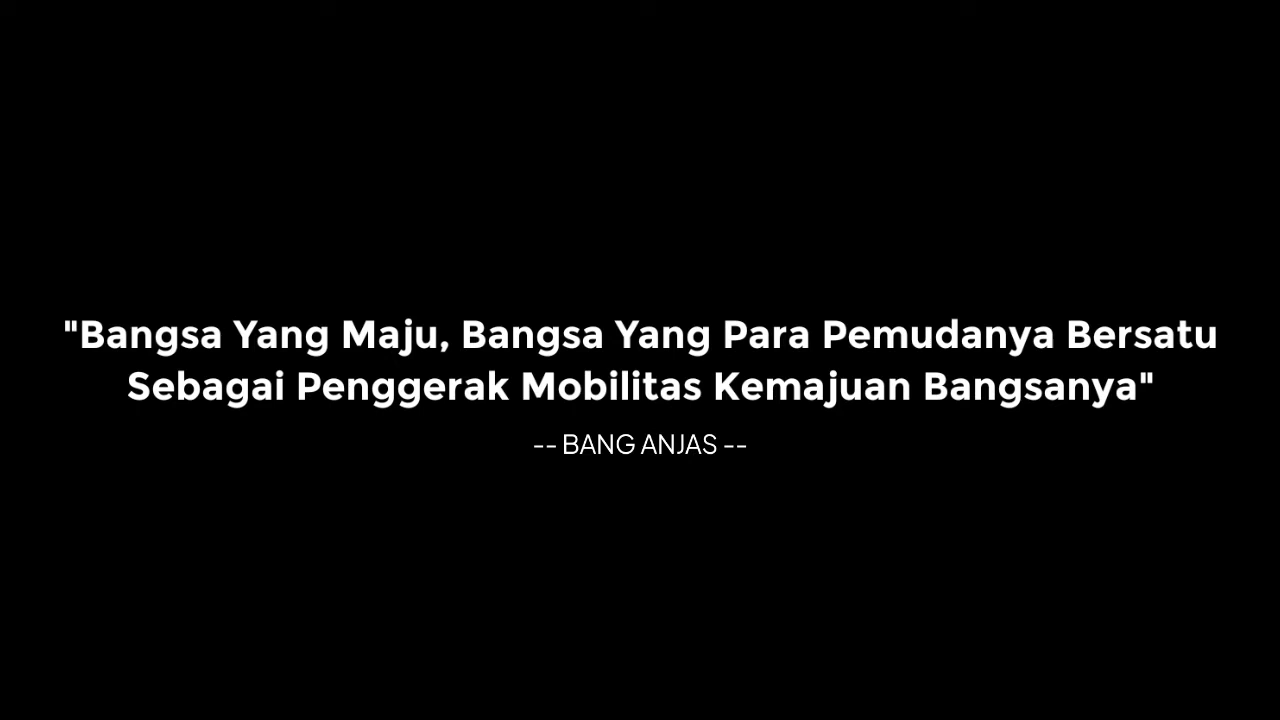 "Bangsa Yang Maju, Bangsa Yang Para Pemudanya Bersatu
Sebagai Penggerak Mobilitas Kemajuan Bangsanya"
-- BANG ANJAS --